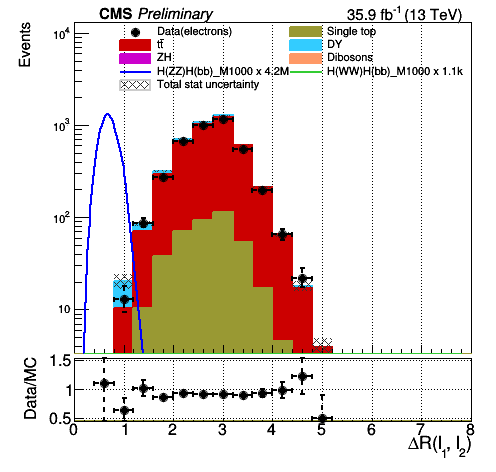 CMS Preliminary 35.9 fb⁻¹ (13 TeV)
Events
Data(electrons) Single top
tt̄ DY
ZH Dibosons
H(ZZ)H(bb)_M1000 x 4.2M H(WW)H(bb)_M1000 x 1.1k
Total stat uncertainty
10⁴
10³
10²
10
Data/MC
1.5
1
0.5
0 1 2 3 4 5 6 7 8
ΔR(l₁, l₂)